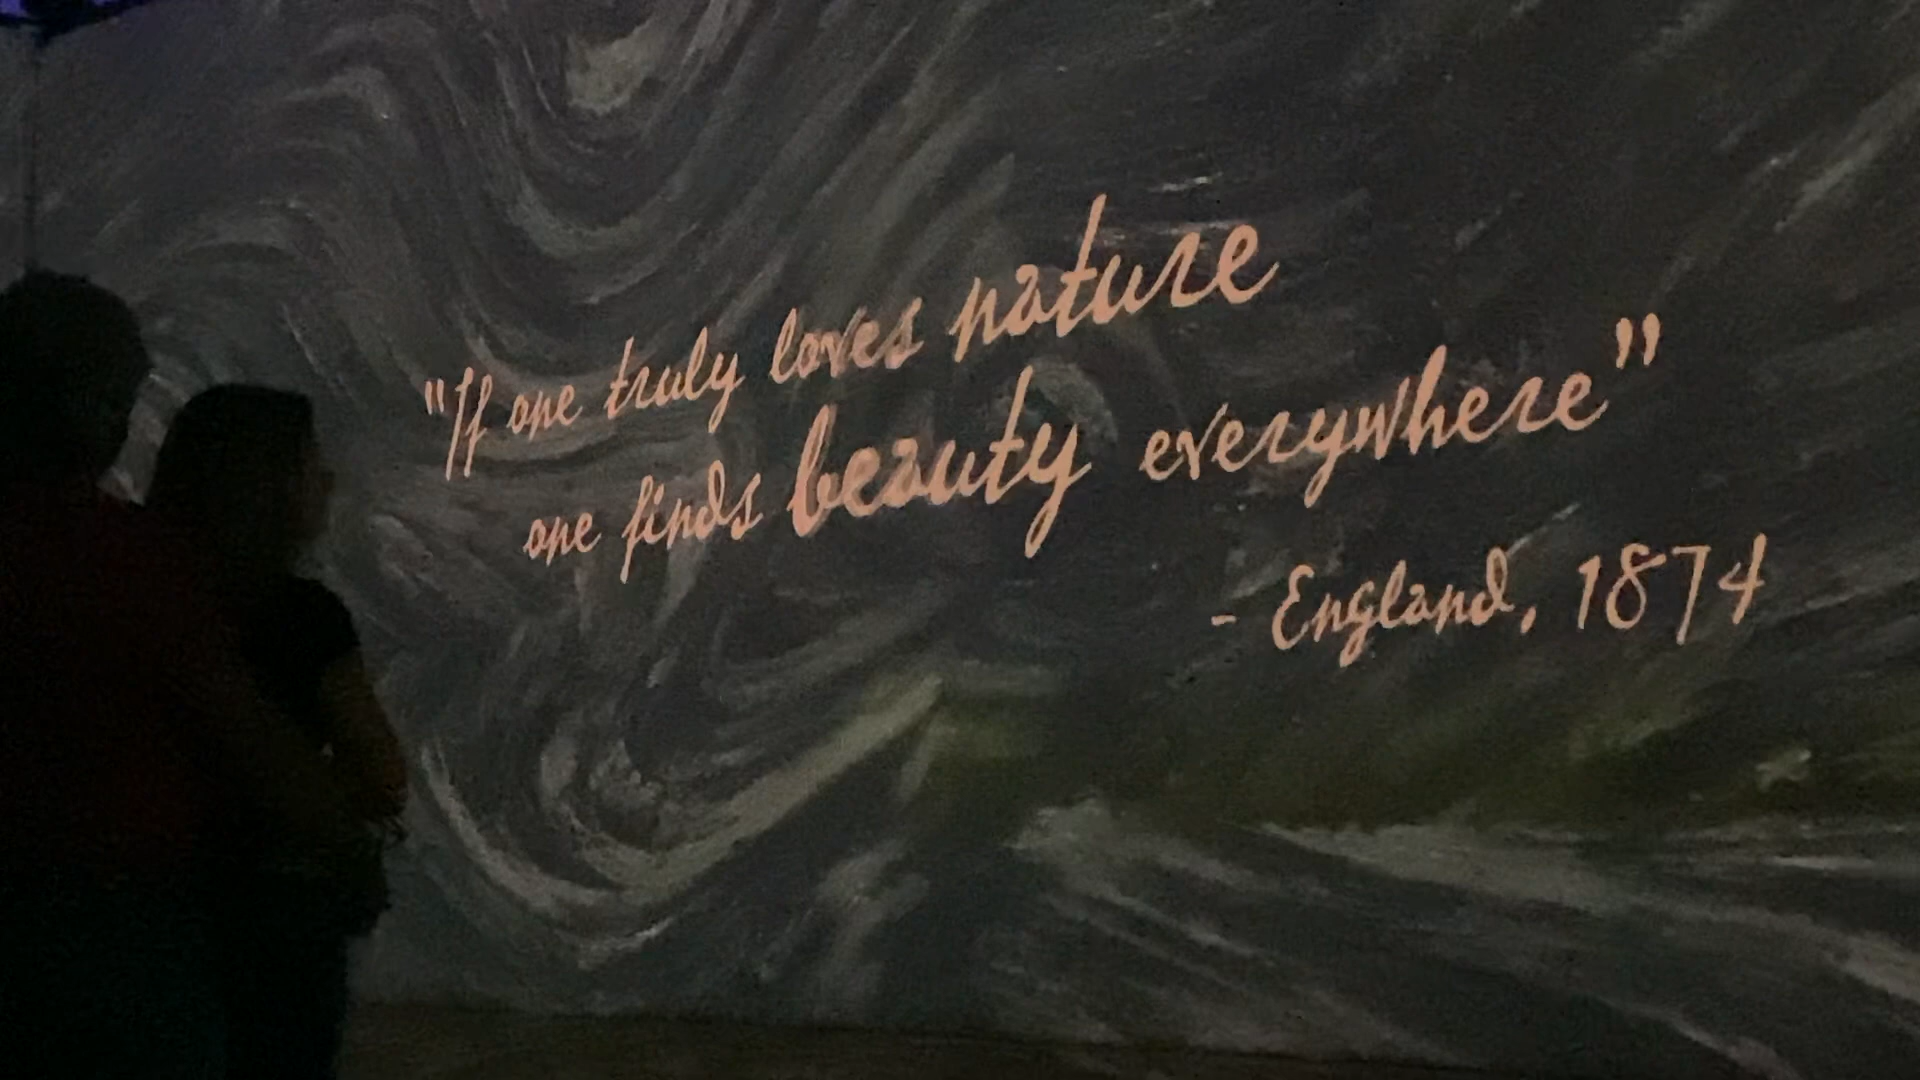 "If one truly loves nature
one finds beauty everywhere"
- England, 1874